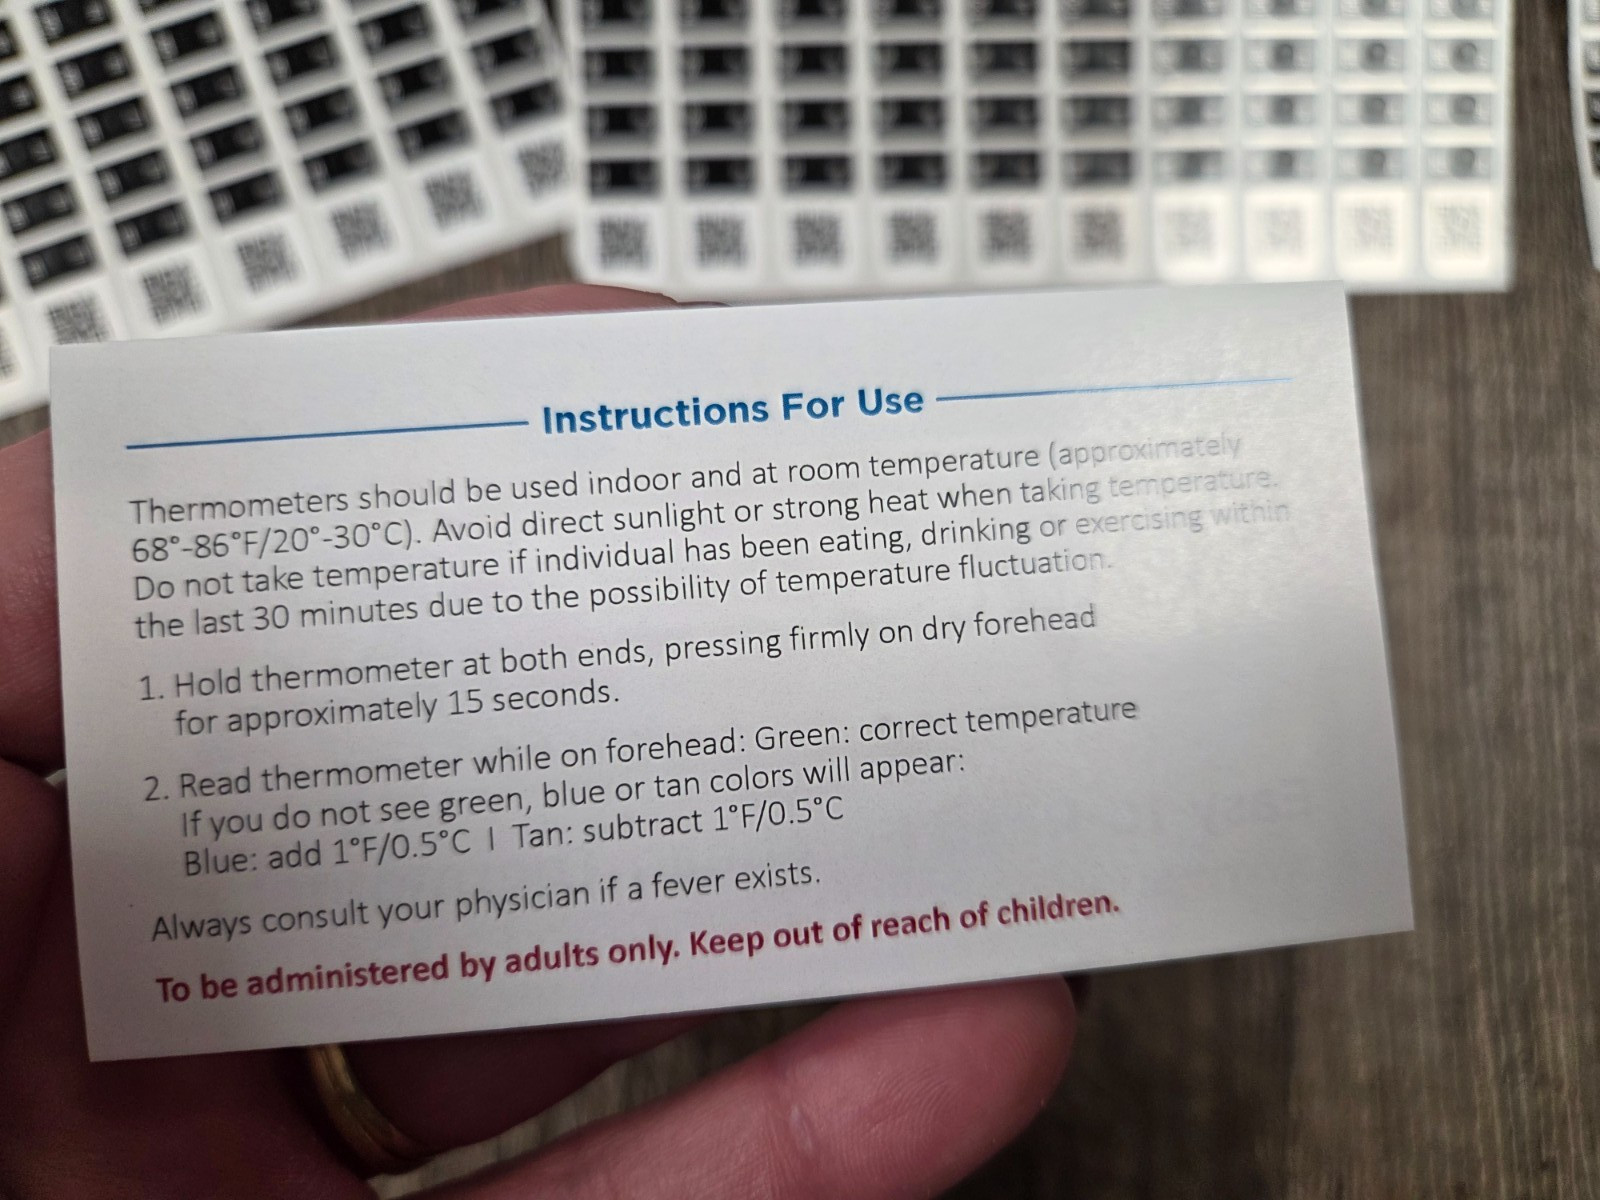 Instructions For Use
Thermometers should be used indoor and at room temperature (approximately
68°-86°F/20°-30°C). Avoid direct sunlight or strong heat when taking temperature.
Do not take temperature if individual has been eating, drinking or exercising within
the last 30 minutes due to the possibility of temperature fluctuation.
1. Hold thermometer at both ends, pressing firmly on dry forehead
for approximately 15 seconds.
2. Read thermometer while on forehead: Green: correct temperature
If you do not see green, blue or tan colors will appear:
Blue: add 1°F/0.5°C | Tan: subtract 1°F/0.5°C
Always consult your physician if a fever exists.
To be administered by adults only. Keep out of reach of children.